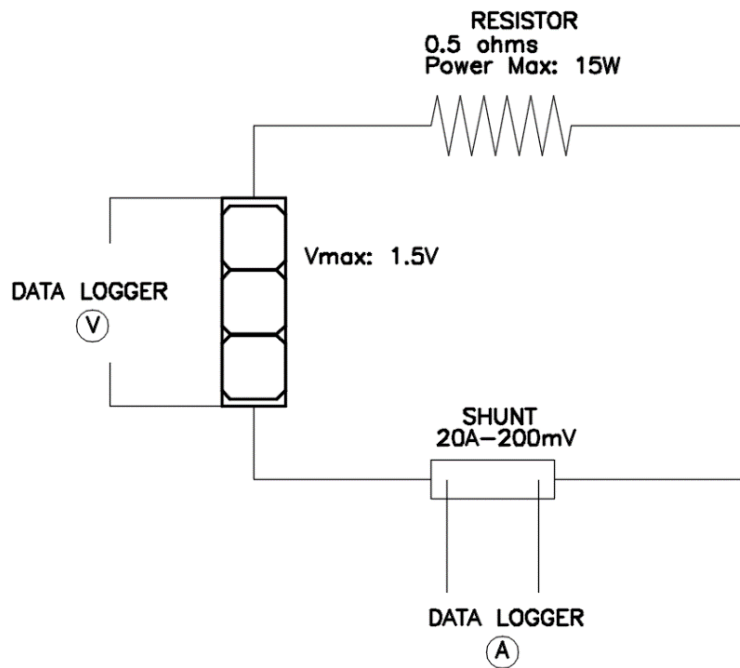 RESISTOR
0.5 ohms
Power Max: 15W
Vmax: 1.5V
DATA LOGGER
V
SHUNT
20A-200mV
DATA LOGGER
A